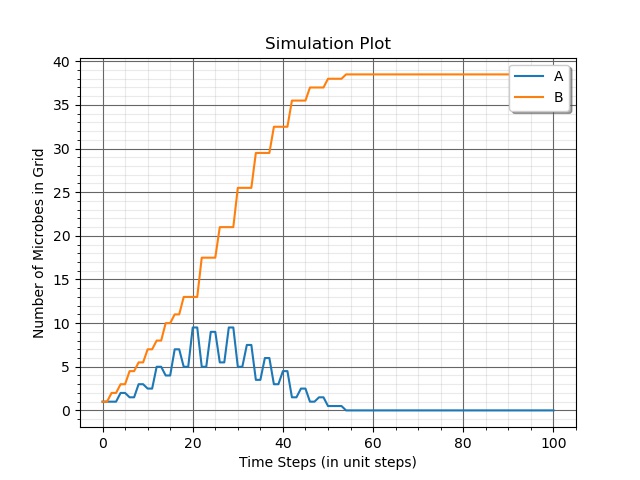 Simulation Plot
Number of Microbes in Grid
40
35
30
25
20
15
10
5
0
A
B
0 20 40 60 80 100
Time Steps (in unit steps)